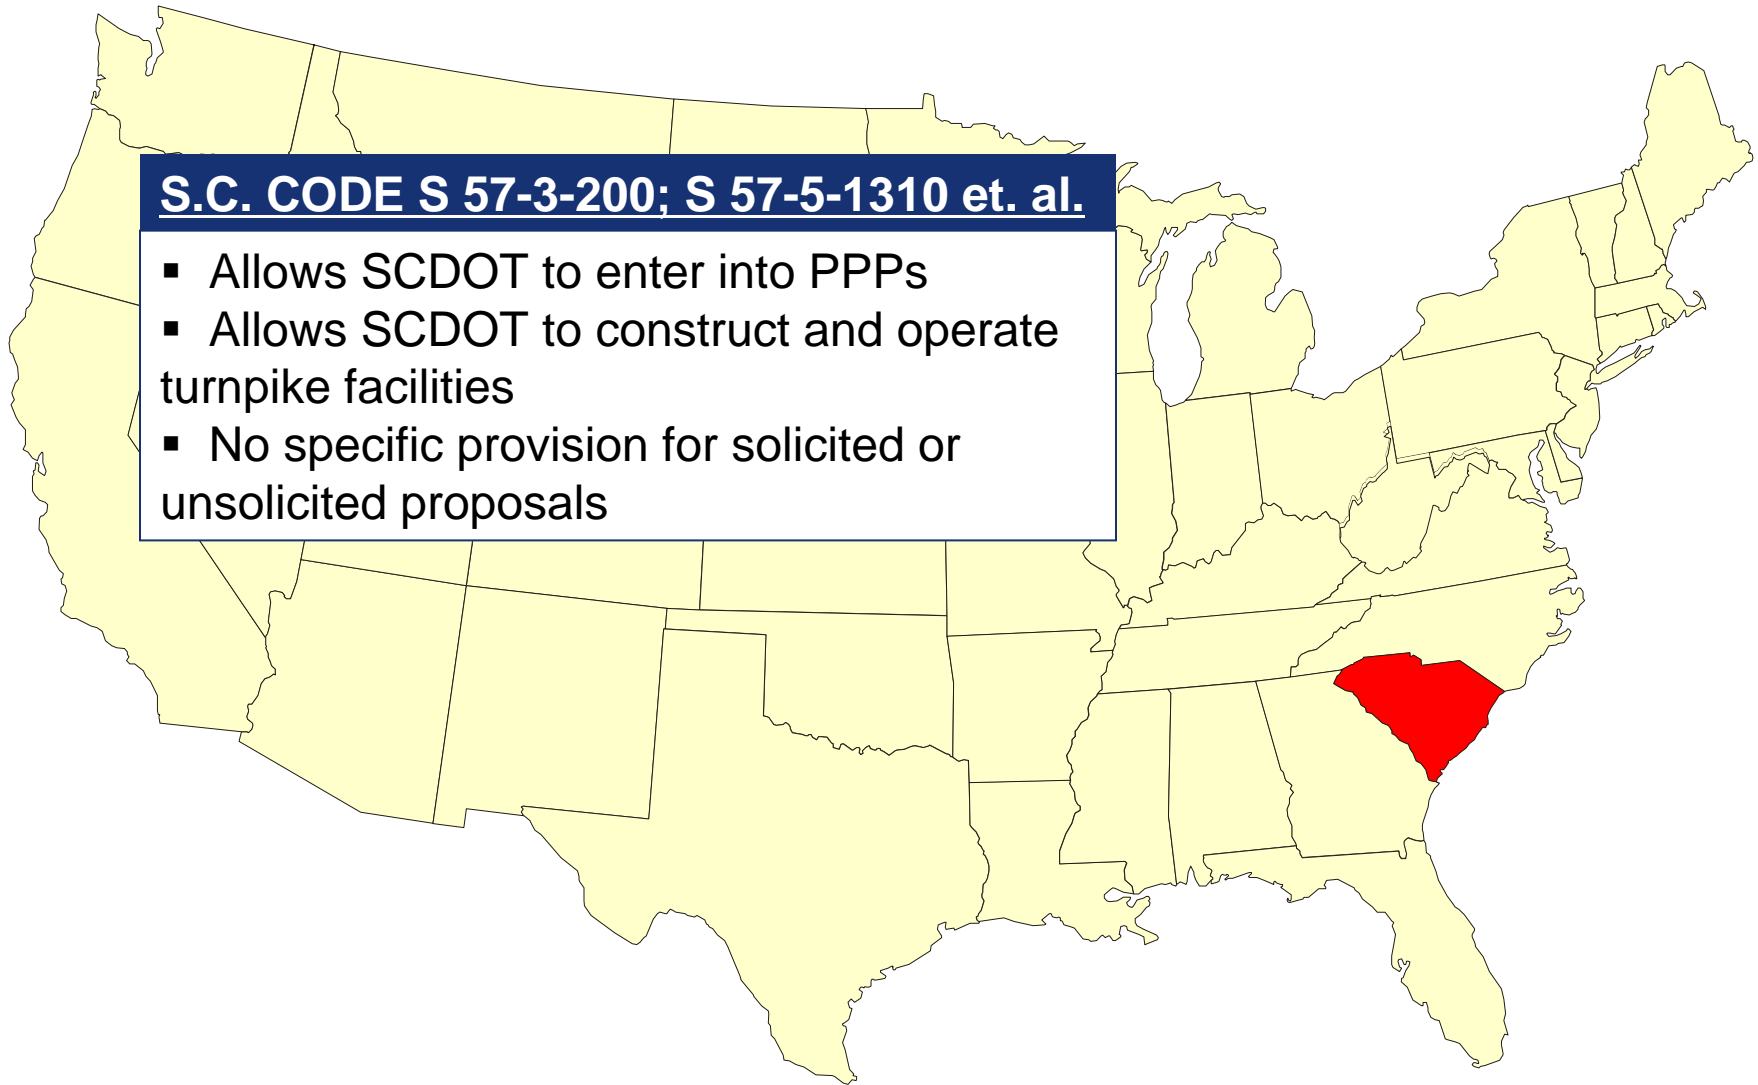 S.C. CODE S 57-3-200; S 57-5-1310 et. al.
▪ Allows SCDOT to enter into PPPs
▪ Allows SCDOT to construct and operate
turnpike facilities
▪ No specific provision for solicited or
unsolicited proposals